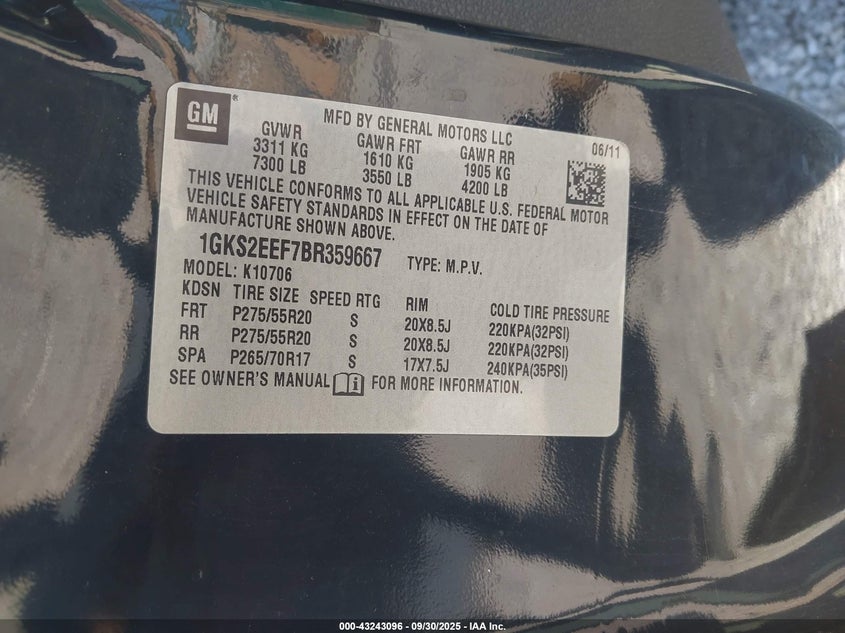 GM®
MFD BY GENERAL MOTORS LLC
06/11
GVWR GAWR FRT GAWR RR
3311 KG 1610 KG 1905 KG
7300 LB 3550 LB 4200 LB
THIS VEHICLE CONFORMS TO ALL APPLICABLE U.S. FEDERAL MOTOR
VEHICLE SAFETY STANDARDS IN EFFECT ON THE DATE OF
MANUFACTURE SHOWN ABOVE.
1GKS2EEF7BR359667 TYPE: M.P.V.
MODEL: K10706
KDSN TIRE SIZE SPEED RTG RIM COLD TIRE PRESSURE
FRT P275/55R20 S 20X8.5J 220KPA(32PSI)
RR P275/55R20 S 20X8.5J 220KPA(32PSI)
SPA P265/70R17 S 17X7.5J 240KPA(35PSI)
SEE OWNER'S MANUAL i FOR MORE INFORMATION.
000-43243096 - 09/30/2025 - IAA Inc.